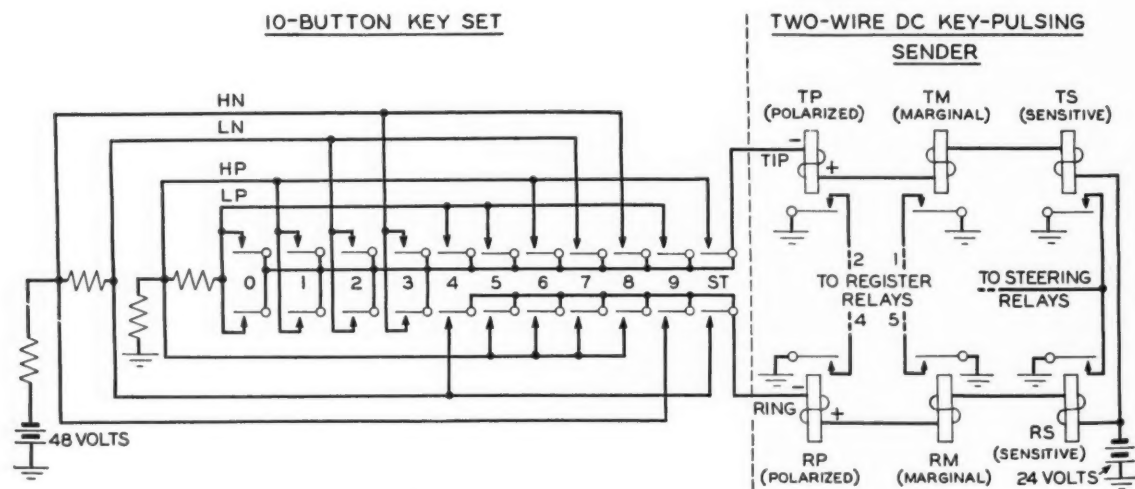 10-BUTTON KEY SET
TWO-WIRE DC KEY-PULSING
SENDER
HN
LN
HP
LP
TP
(POLARIZED)
TM
(MARGINAL)
TS
(SENSITIVE)
-
TIP
+
0 1 2 3 4 5 6 7 8 9 ST
2 1
TO REGISTER
RELAYS
4 5
TO STEERING
RELAYS
-
RING
+
48 VOLTS
RP
(POLARIZED)
RM
(MARGINAL)
RS
(SENSITIVE)
24 VOLTS